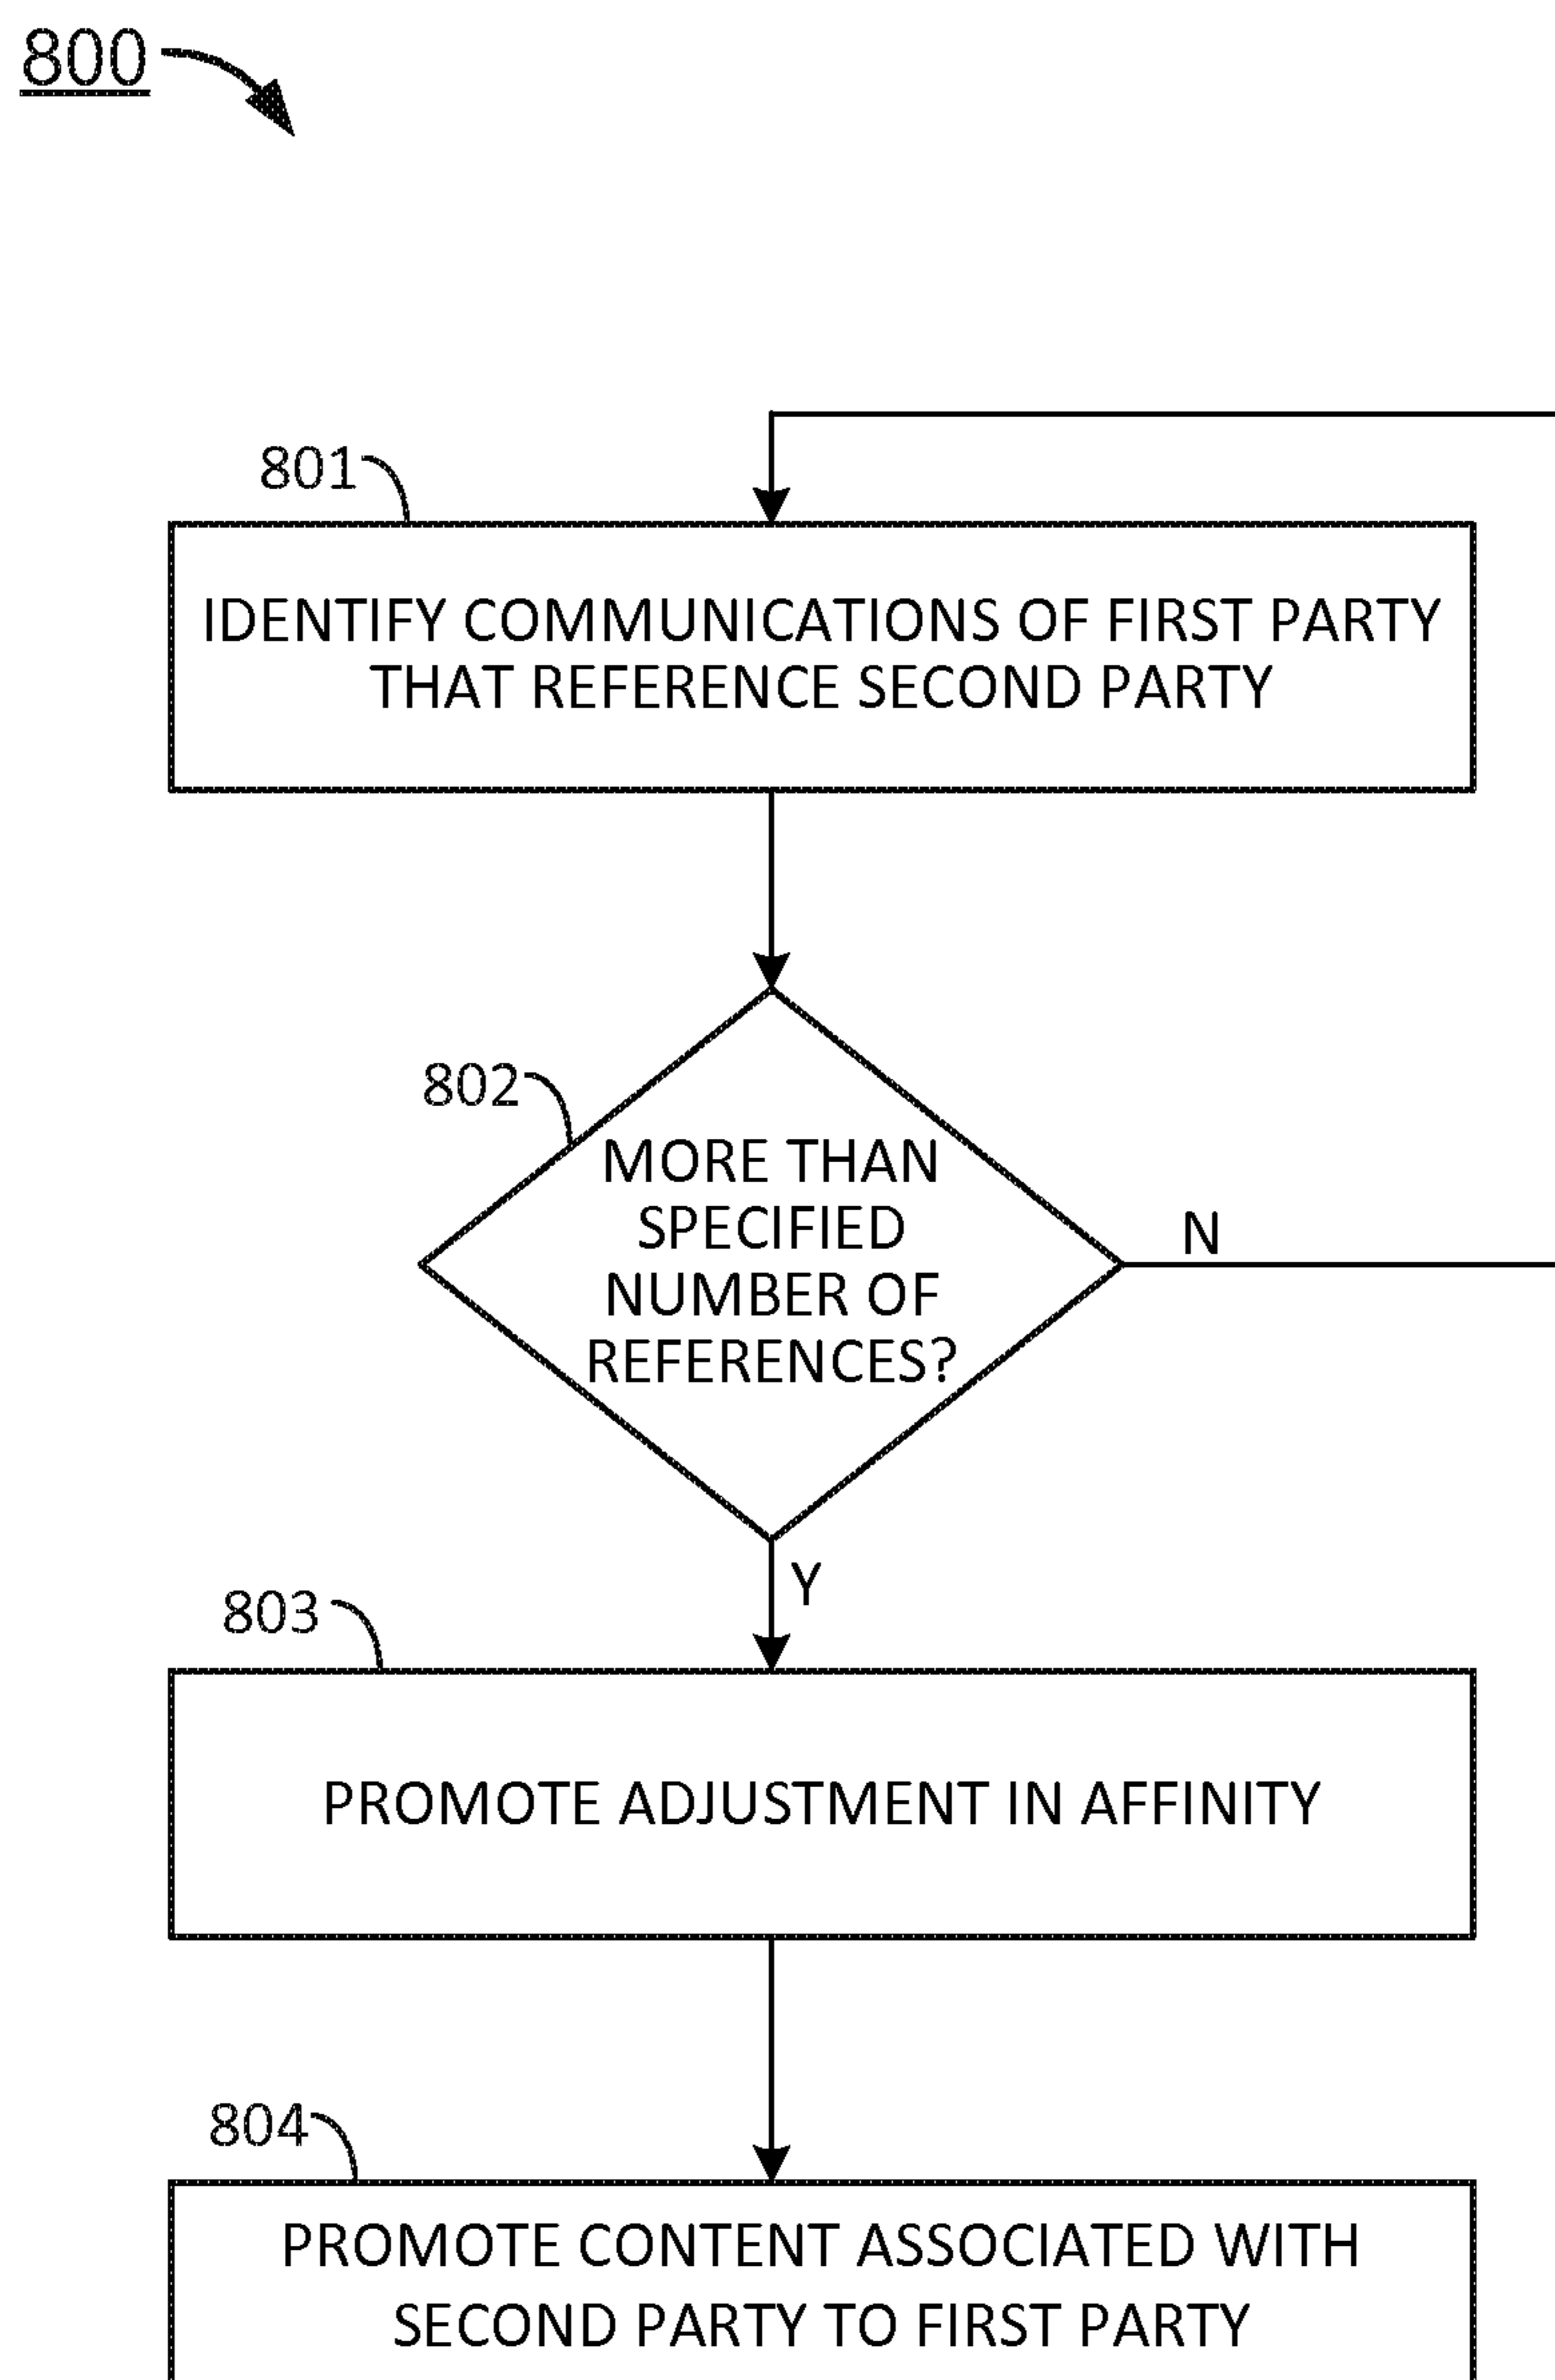 800
801
IDENTIFY COMMUNICATIONS OF FIRST PARTY
THAT REFERENCE SECOND PARTY
802
MORE THAN
SPECIFIED
NUMBER OF
REFERENCES?
N
Y
803
PROMOTE ADJUSTMENT IN AFFINITY
804
PROMOTE CONTENT ASSOCIATED WITH
SECOND PARTY TO FIRST PARTY